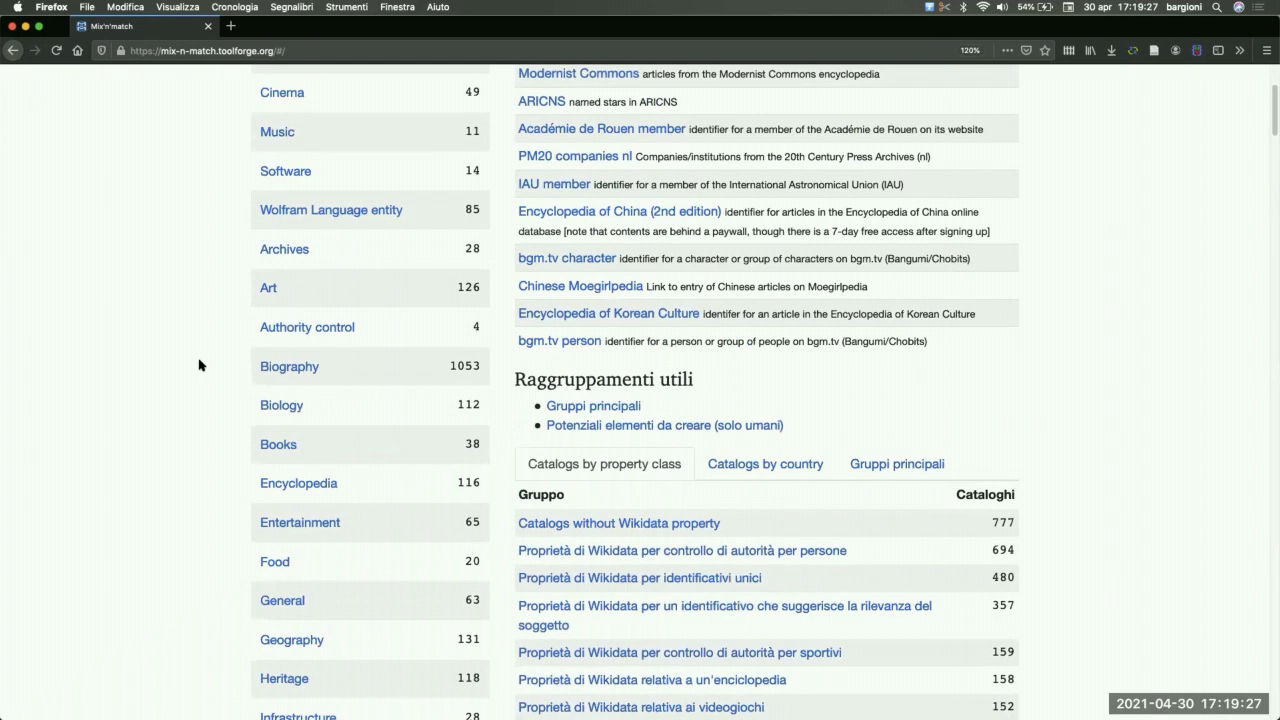 Firefox File Modifica Visualizza Cronologia Segnalibri Strumenti Finestra Aiuto
54% 30 apr 17:19:27 bargioni
Mix'n'match
https://mix-n-match.toolforge.org/#/
120%
Cinema 49
Music 11
Software 14
Wolfram Language entity 85
Archives 28
Art 126
Authority control 4
Biography 1053
Biology 112
Books 38
Encyclopedia 116
Entertainment 65
Food 20
General 63
Geography 131
Heritage 118
Infrastructure 28
Modernist Commons articles from the Modernist Commons encyclopedia
ARICNS named stars in ARICNS
Académie de Rouen member identifier for a member of the Académie de Rouen on its website
PM20 companies nl Companies/institutions from the 20th Century Press Archives (nl)
IAU member identifier for a member of the International Astronomical Union (IAU)
Encyclopedia of China (2nd edition) identifier for articles in the Encyclopedia of China online
database [note that contents are behind a paywall, though there is a 7-day free access after signing up]
bgm.tv character identifier for a character or group of characters on bgm.tv (Bangumi/Chobits)
Chinese Moegirlpedia Link to entry of Chinese articles on Moegirlpedia
Encyclopedia of Korean Culture identifer for an article in the Encyclopedia of Korean Culture
bgm.tv person identifier for a person or group of people on bgm.tv (Bangumi/Chobits)
Raggruppamenti utili
Gruppi principali
Potenziali elementi da creare (solo umani)
Catalogs by property class Catalogs by country Gruppi principali
Gruppo Cataloghi
Catalogs without Wikidata property 777
Proprietà di Wikidata per controllo di autorità per persone 694
Proprietà di Wikidata per identificativi unici 480
Proprietà di Wikidata per un identificativo che suggerisce la rilevanza del 357
soggetto
Proprietà di Wikidata per controllo di autorità per sportivi 159
Proprietà di Wikidata relativa a un'enciclopedia 158
Proprietà di Wikidata relativa ai videogiochi 152
2021-04-30 17:19:27